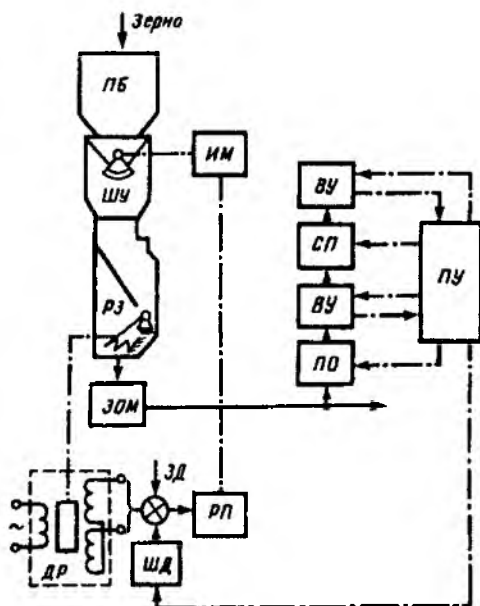 Зерно
ПБ
ШУ
ИМ
РЗ
ЗОМ
ВУ
СП
ВУ
ПО
ПУ
ЗД
РП
ШД
~
ДР